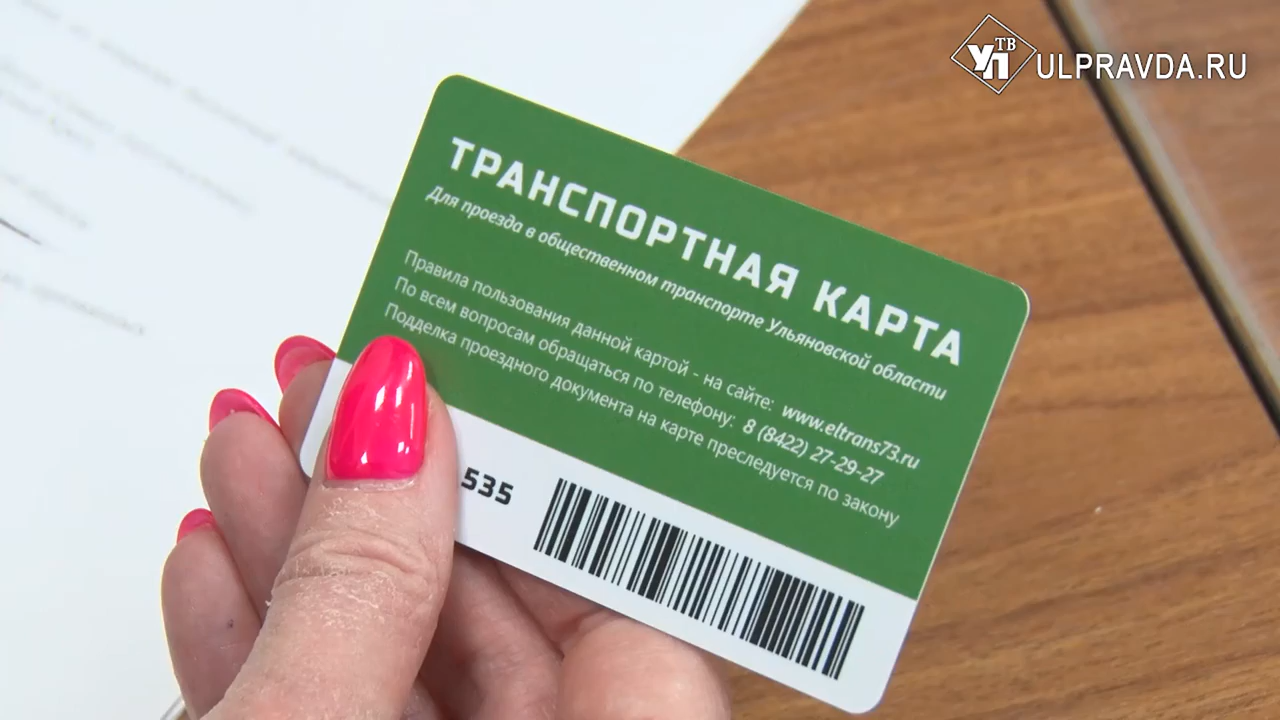 УП ТВ ULPRAVDA.RU
ТРАНСПОРТНАЯ КАРТА
Для проезда в общественном транспорте Ульяновской области
Правила пользования данной картой - на сайте: www.eltrans73.ru
По всем вопросам обращаться по телефону: 8 (8422) 27-29-27
Подделка проездного документа на карте преследуется по закону
535